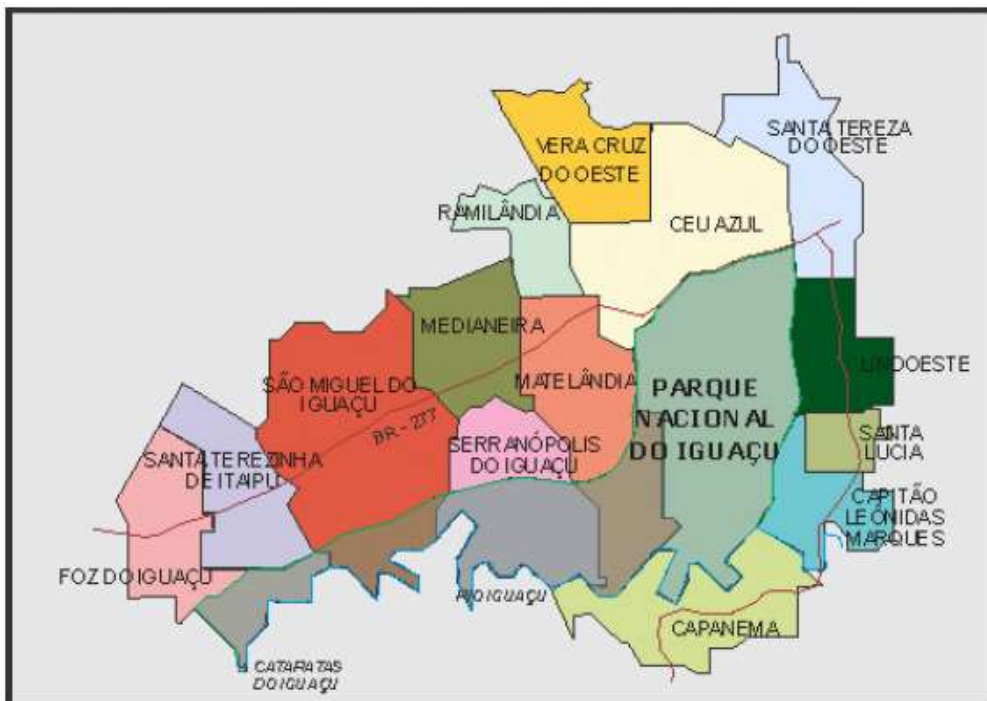 SANTA TEREZA
DO OESTE
VERA CRUZ
DO OESTE
RAMILÂNDIA
CEU AZUL
MEDIANEIRA
LINDOESTE
SÃO MIGUEL DO
IGUAÇU
MATELÂNDIA
PARQUE
NACIONAL
DO IGUAÇU
BR - 277
SERRANÓPOLIS
DO IGUAÇU
SANTA
LUCIA
SANTA TEREZINHA
DE ITAIPU
CAPITÃO
LEÔNIDAS
MARQUES
FOZ DO IGUAÇU
RIO IGUAÇU
CAPANEMA
CATARATAS
DO IGUAÇU